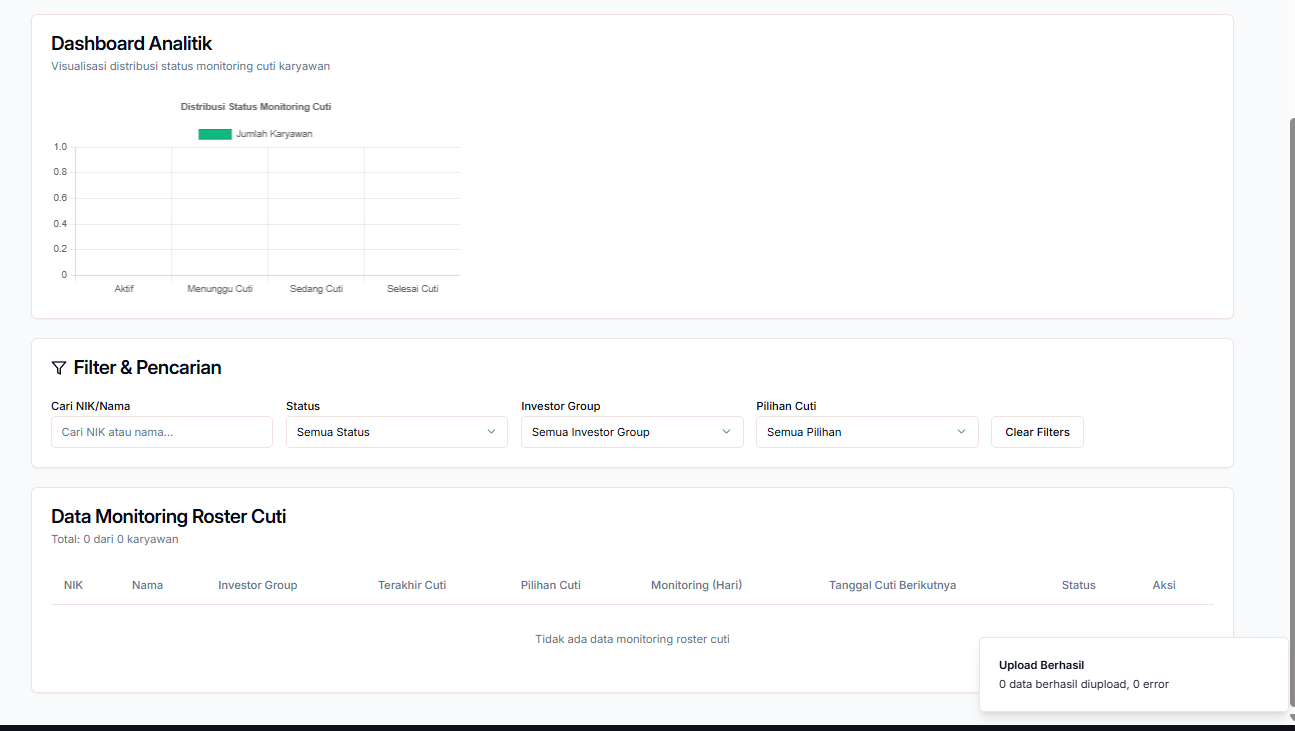 Dashboard Analitik
Visualisasi distribusi status monitoring cuti karyawan
Distribusi Status Monitoring Cuti
Jumlah Karyawan
1.0
0.8
0.6
0.4
0.2
0
Aktif Menunggu Cuti Sedang Cuti Selesai Cuti
Filter & Pencarian
Cari NIK/Nama Status Investor Group Pilihan Cuti
Cari NIK atau nama... Semua Status Semua Investor Group Semua Pilihan Clear Filters
Data Monitoring Roster Cuti
Total: 0 dari 0 karyawan
NIK Nama Investor Group Terakhir Cuti Pilihan Cuti Monitoring (Hari) Tanggal Cuti Berikutnya Status Aksi
Tidak ada data monitoring roster cuti
Upload Berhasil
0 data berhasil diupload, 0 error